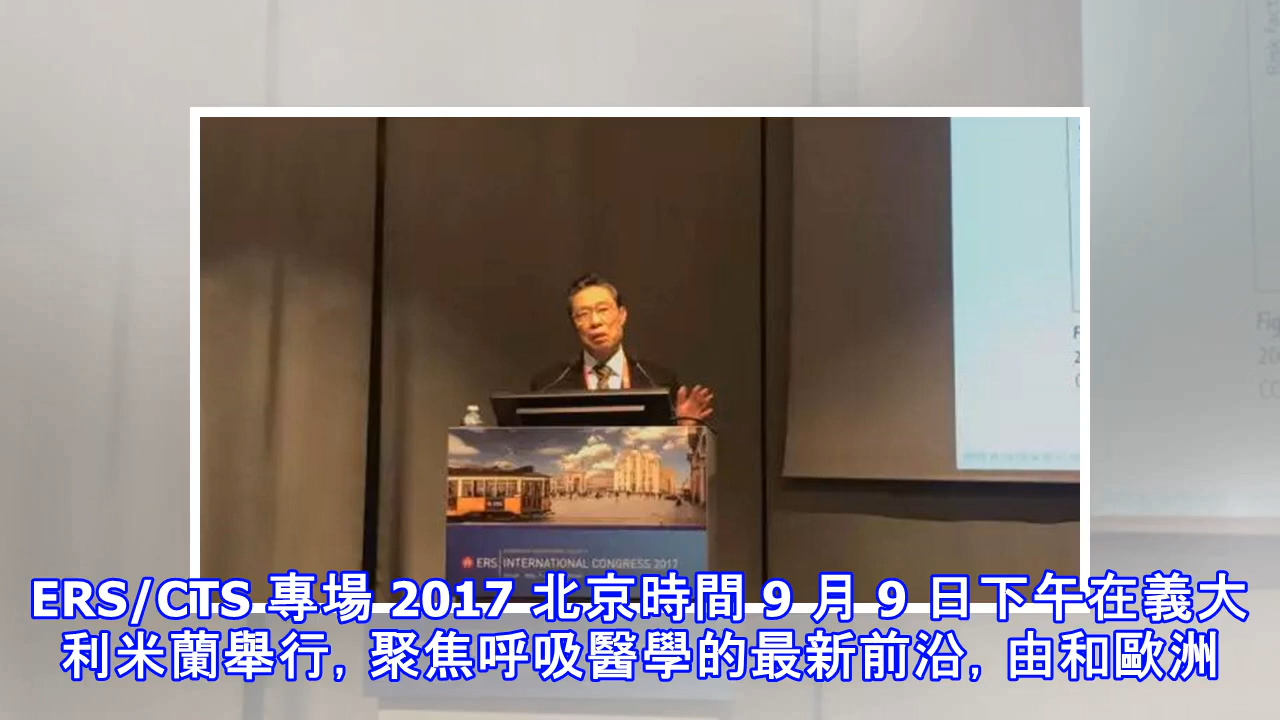 ERS INTERNATIONAL CONGRESS 2017
ERS/CTS 專場 2017 北京時間 9 月 9 日下午在義大
利米蘭舉行, 聚焦呼吸醫學的最新前沿, 由和歐洲